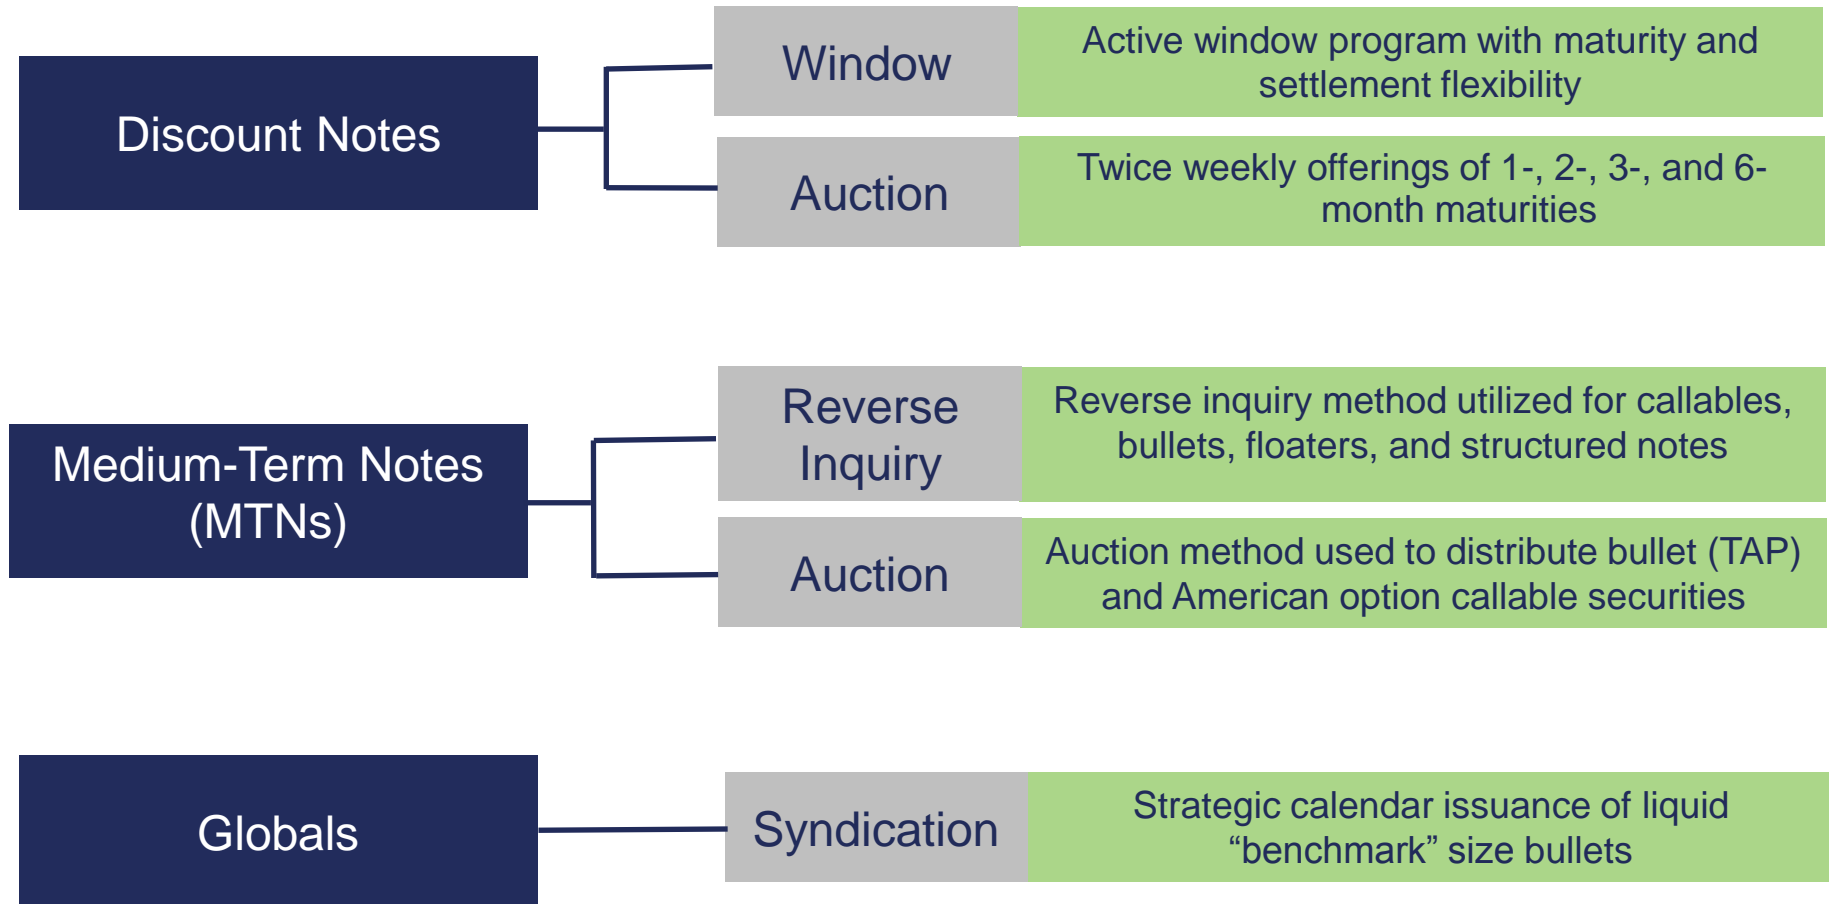 Discount Notes
Window
Active window program with maturity and
settlement flexibility
Auction
Twice weekly offerings of 1-, 2-, 3-, and 6-
month maturities
Medium-Term Notes
(MTNs)
Reverse
Inquiry
Reverse inquiry method utilized for callables,
bullets, floaters, and structured notes
Auction
Auction method used to distribute bullet (TAP)
and American option callable securities
Globals
Syndication
Strategic calendar issuance of liquid
“benchmark” size bullets